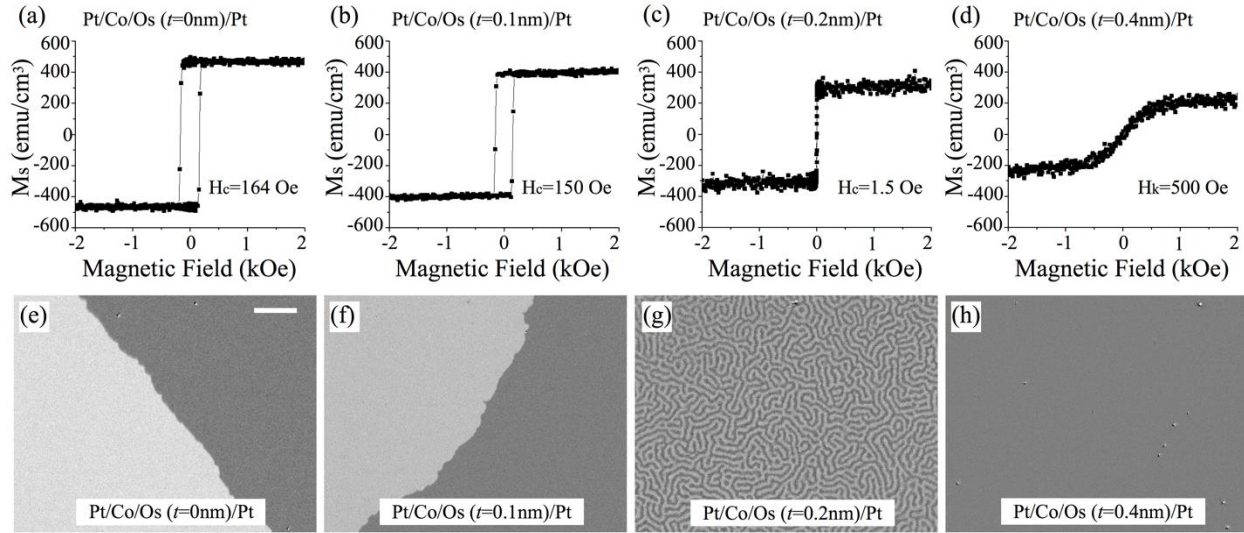 (a) Pt/Co/Os (t=0nm)/Pt
600
400
200
0
-200
-400
-600
Ms (emu/cm³)
Hc=164 Oe
-2 -1 0 1 2
Magnetic Field (kOe)
(b) Pt/Co/Os (t=0.1nm)/Pt
600
400
200
0
-200
-400
-600
Ms (emu/cm³)
Hc=150 Oe
-2 -1 0 1 2
Magnetic Field (kOe)
(c) Pt/Co/Os (t=0.2nm)/Pt
600
400
200
0
-200
-400
-600
Ms (emu/cm³)
Hc=1.5 Oe
-2 -1 0 1 2
Magnetic Field (kOe)
(d) Pt/Co/Os (t=0.4nm)/Pt
600
400
200
0
-200
-400
-600
Ms (emu/cm³)
Hk=500 Oe
-2 -1 0 1 2
Magnetic Field (kOe)
(e)
Pt/Co/Os (t=0nm)/Pt
(f)
Pt/Co/Os (t=0.1nm)/Pt
(g)
Pt/Co/Os (t=0.2nm)/Pt
(h)
Pt/Co/Os (t=0.4nm)/Pt